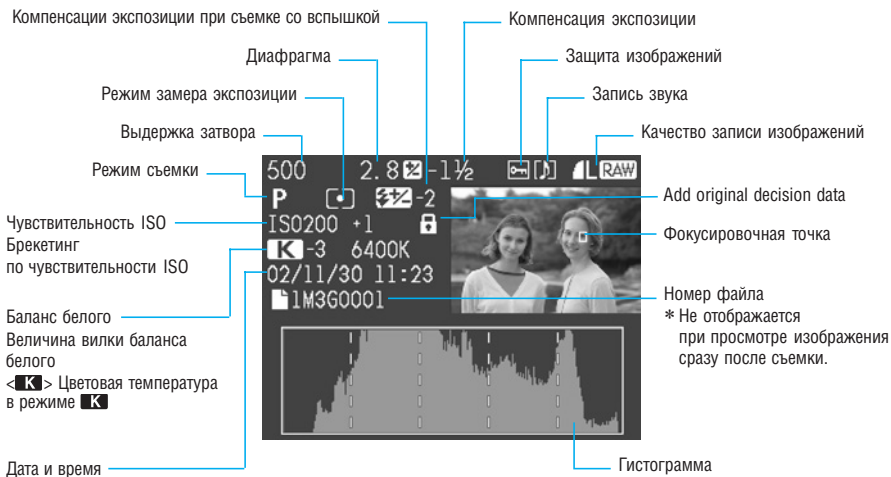 Компенсации экспозиции при съемке со вспышкой
Компенсация экспозиции
Диафрагма
Защита изображений
Режим замера экспозиции
Запись звука
Выдержка затвора
Качество записи изображений
Режим съемки
500 2.8 -1½ L RAW
P -2
Add original decision data
Чувствительность ISO
ISO200 +1
Фокусировочная точка
Брекетинг
по чувствительности ISO
K -3 6400K
02/11/30 11:23
1M3G0001
Номер файла
* Не отображается
при просмотре изображения
сразу после съемки.
Баланс белого
Величина вилки баланса
белого
<K> Цветовая температура
в режиме K
Дата и время
Гистограмма